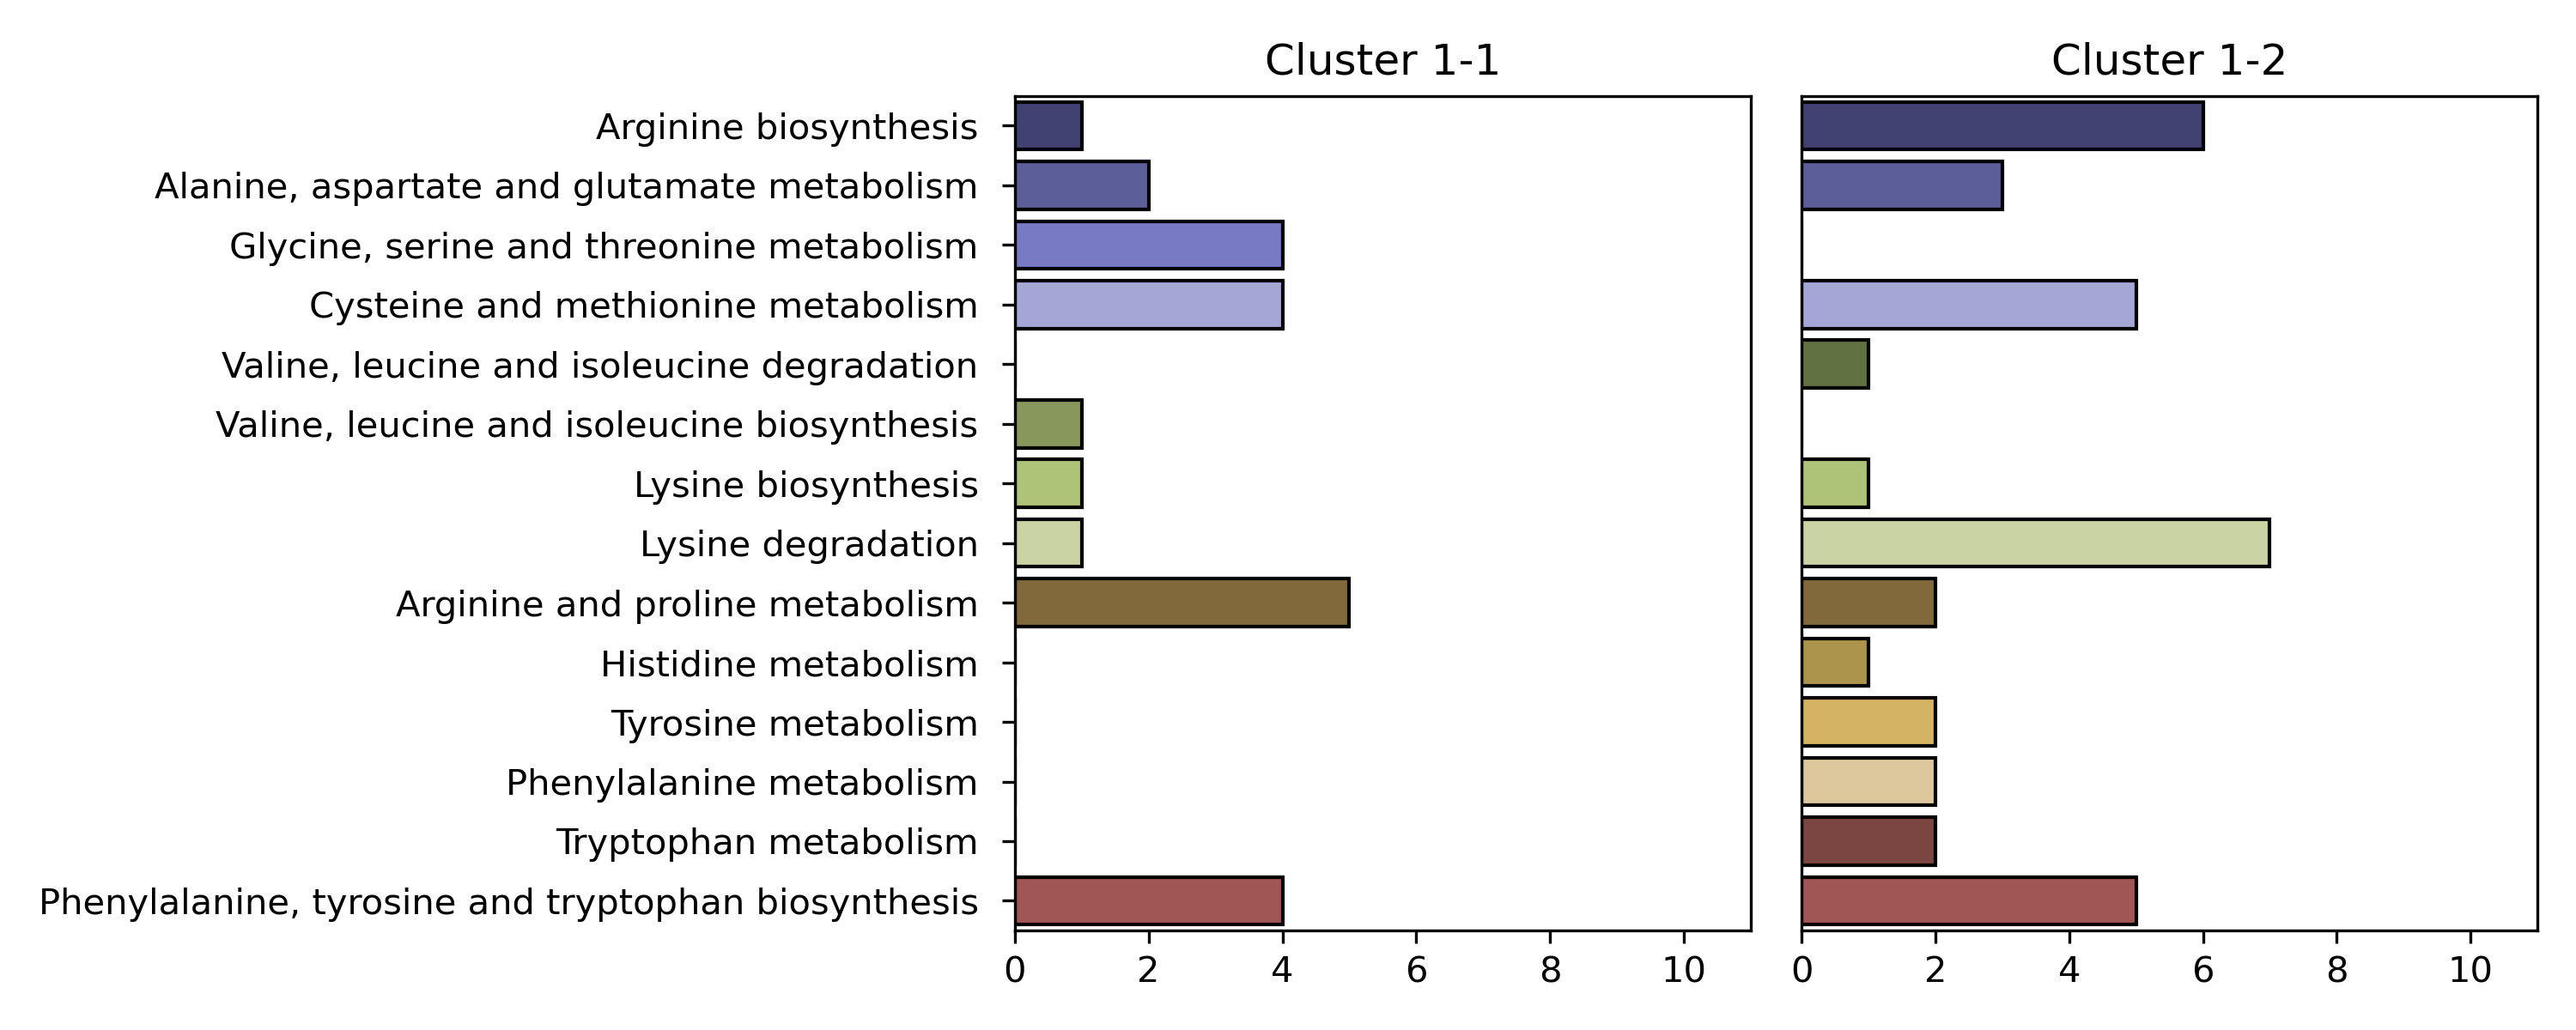 Cluster 1-1
Cluster 1-2
Arginine biosynthesis
Alanine, aspartate and glutamate metabolism
Glycine, serine and threonine metabolism
Cysteine and methionine metabolism
Valine, leucine and isoleucine degradation
Valine, leucine and isoleucine biosynthesis
Lysine biosynthesis
Lysine degradation
Arginine and proline metabolism
Histidine metabolism
Tyrosine metabolism
Phenylalanine metabolism
Tryptophan metabolism
Phenylalanine, tyrosine and tryptophan biosynthesis
0 2 4 6 8 10
0 2 4 6 8 10